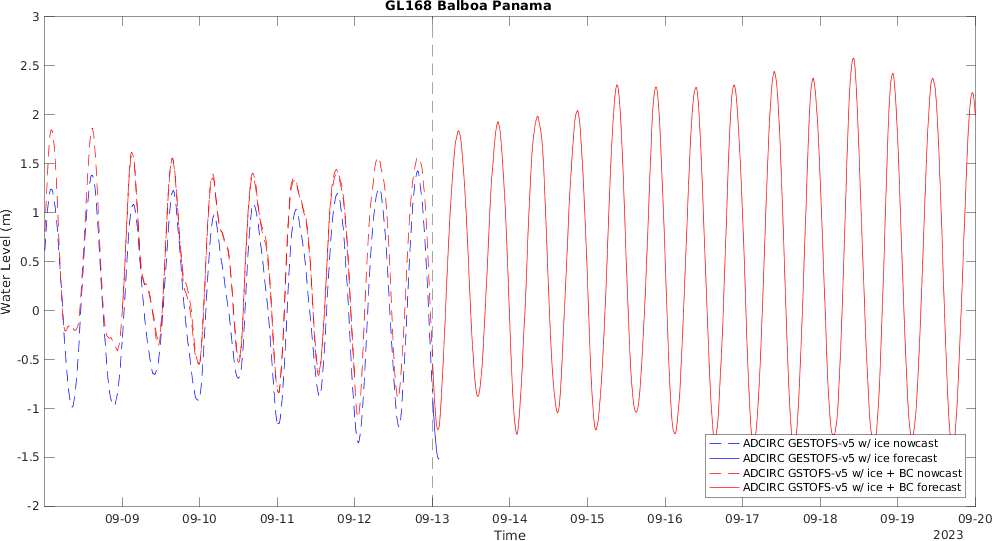 GL168 Balboa Panama
3
2.5
2
1.5
1
0.5
0
-0.5
-1
-1.5
-2
Water Level (m)
ADCIRC GESTOFS-v5 w/ ice nowcast
ADCIRC GESTOFS-v5 w/ ice forecast
ADCIRC GSTOFS-v5 w/ ice + BC nowcast
ADCIRC GSTOFS-v5 w/ ice + BC forecast
09-09 09-10 09-11 09-12 09-13 09-14 09-15 09-16 09-17 09-18 09-19 09-20
Time
2023